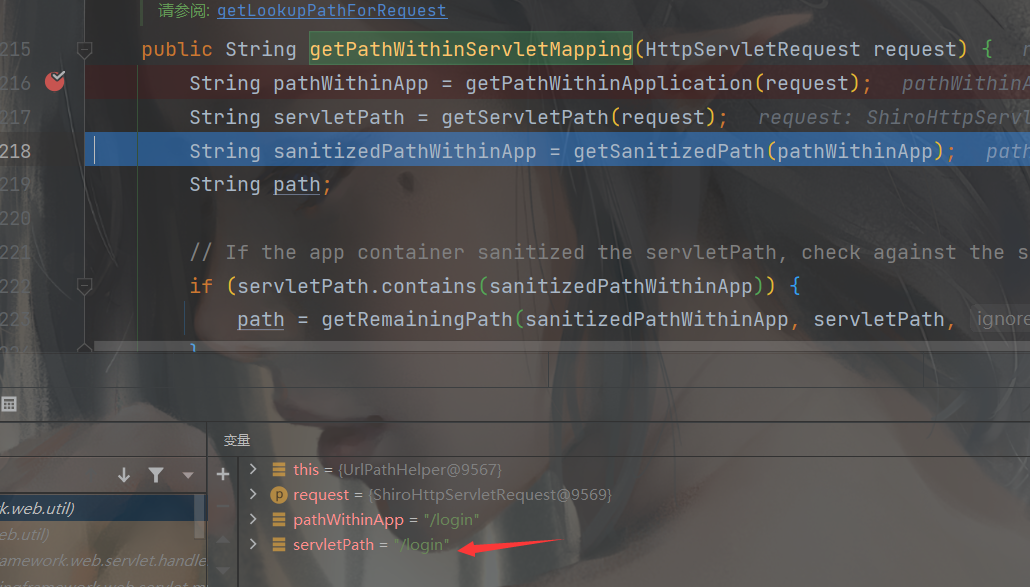 请参阅: getLookupPathForRequest
215 public String getPathWithinServletMapping(HttpServletRequest request) {
216 String pathWithinApp = getPathWithinApplication(request); pathWithinA
217 String servletPath = getServletPath(request); request: ShiroHttpServl
218 String sanitizedPathWithinApp = getSanitizedPath(pathWithinApp); path
219 String path;
220
221 // If the app container sanitized the servletPath, check against the s
222 if (servletPath.contains(sanitizedPathWithinApp)) {
path = getRemainingPath(sanitizedPathWithinApp, servletPath, ignore
}
变量
this = {UrlPathHelper@9567}
request = {ShiroHttpServletRequest@9569}
k.web.util)
pathWithinApp = "/login"
eb.util)
servletPath = "/login"
amework.web.servlet.handle